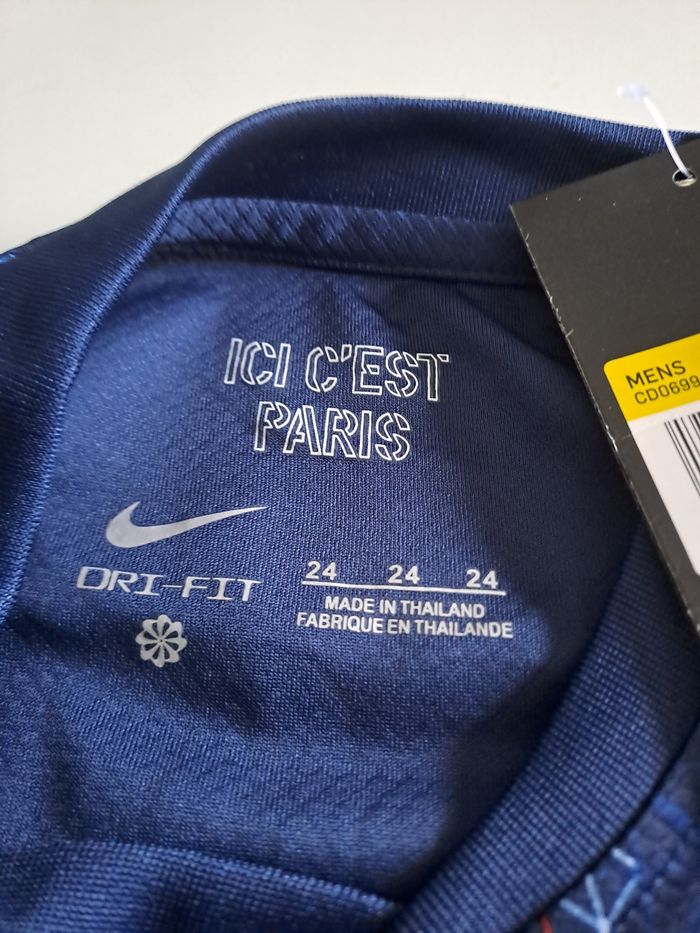 ICI C'EST
PARIS
DRI-FIT
24 24 24
MADE IN THAILAND
FABRIQUE EN THAILANDE
MENS
CD0699